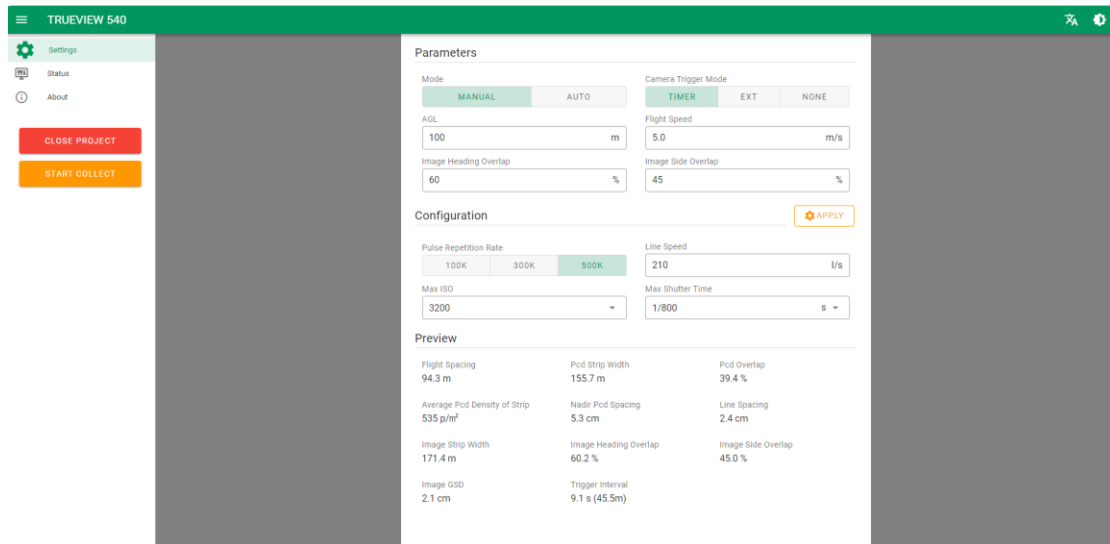 TRUEVIEW 540
Settings
Status
About
CLOSE PROJECT
START COLLECT
Parameters
Mode
Camera Trigger Mode
MANUAL AUTO
TIMER EXT NONE
AGL
Flight Speed
100 m
5.0 m/s
Image Heading Overlap
Image Side Overlap
60 %
45 %
Configuration
APPLY
Pulse Repetition Rate
Line Speed
100K 300K 500K
210 l/s
Max ISO
Max Shutter Time
3200
1/800 s
Preview
Flight Spacing
Pcd Strip Width
Pcd Overlap
94.3 m
155.7 m
39.4 %
Average Pcd Density of Strip
Nadir Pcd Spacing
Line Spacing
535 p/m²
5.3 cm
2.4 cm
Image Strip Width
Image Heading Overlap
Image Side Overlap
171.4 m
60.2 %
45.0 %
Image GSD
Trigger Interval
2.1 cm
9.1 s (45.5m)